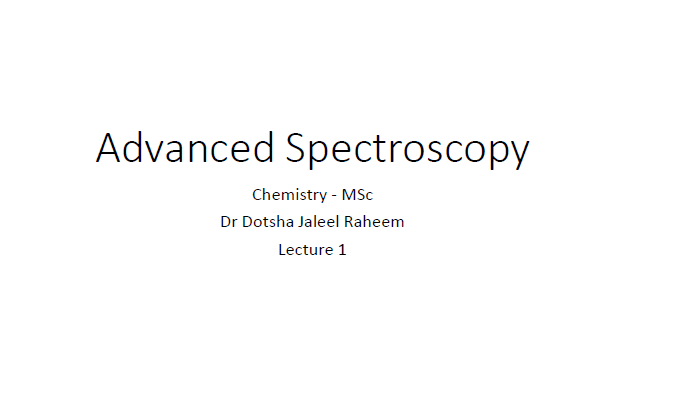 Advanced Spectroscopy
Chemistry - MSc
Dr Dotsha Jaleel Raheem
Lecture 1